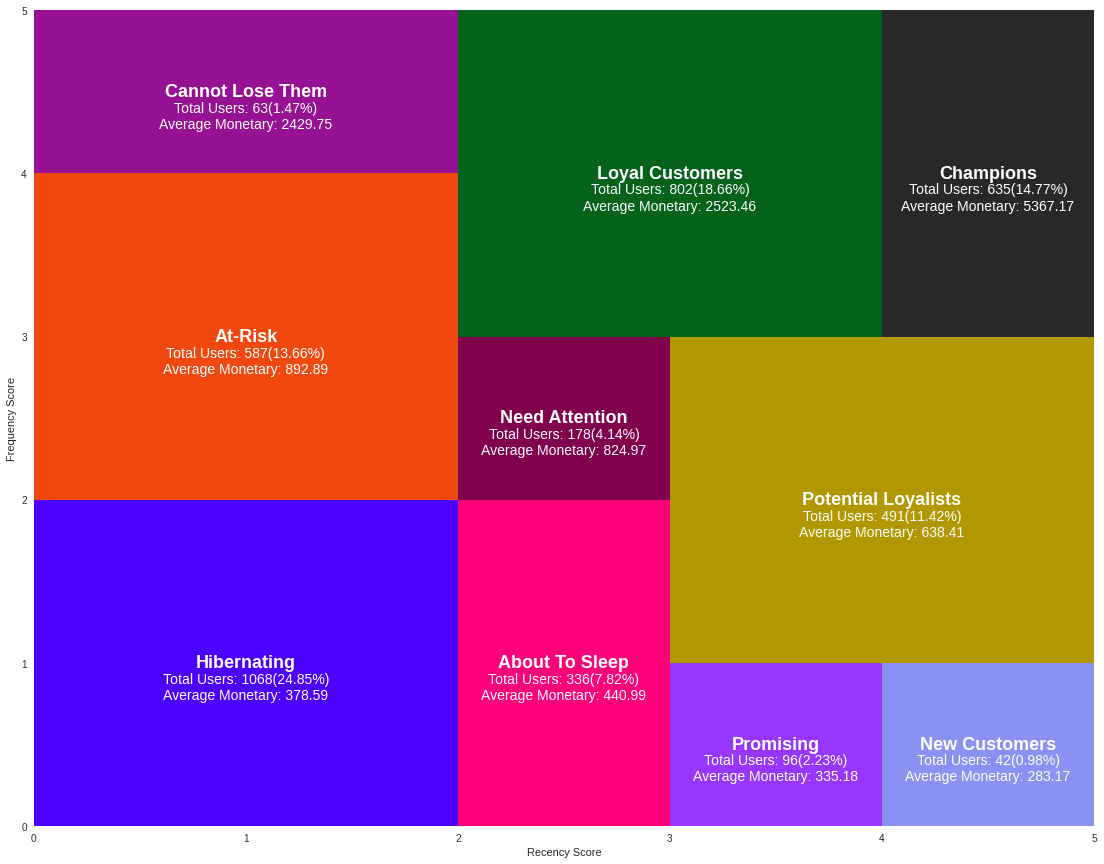 Cannot Lose Them
Total Users: 63(1.47%)
Average Monetary: 2429.75
Loyal Customers
Total Users: 802(18.66%)
Average Monetary: 2523.46
Champions
Total Users: 635(14.77%)
Average Monetary: 5367.17
At-Risk
Total Users: 587(13.66%)
Average Monetary: 892.89
Need Attention
Total Users: 178(4.14%)
Average Monetary: 824.97
Potential Loyalists
Total Users: 491(11.42%)
Average Monetary: 638.41
Hibernating
Total Users: 1068(24.85%)
Average Monetary: 378.59
About To Sleep
Total Users: 336(7.82%)
Average Monetary: 440.99
Promising
Total Users: 96(2.23%)
Average Monetary: 335.18
New Customers
Total Users: 42(0.98%)
Average Monetary: 283.17
Frequency Score
5
4
3
2
1
0
0 1 2 3 4 5
Recency Score